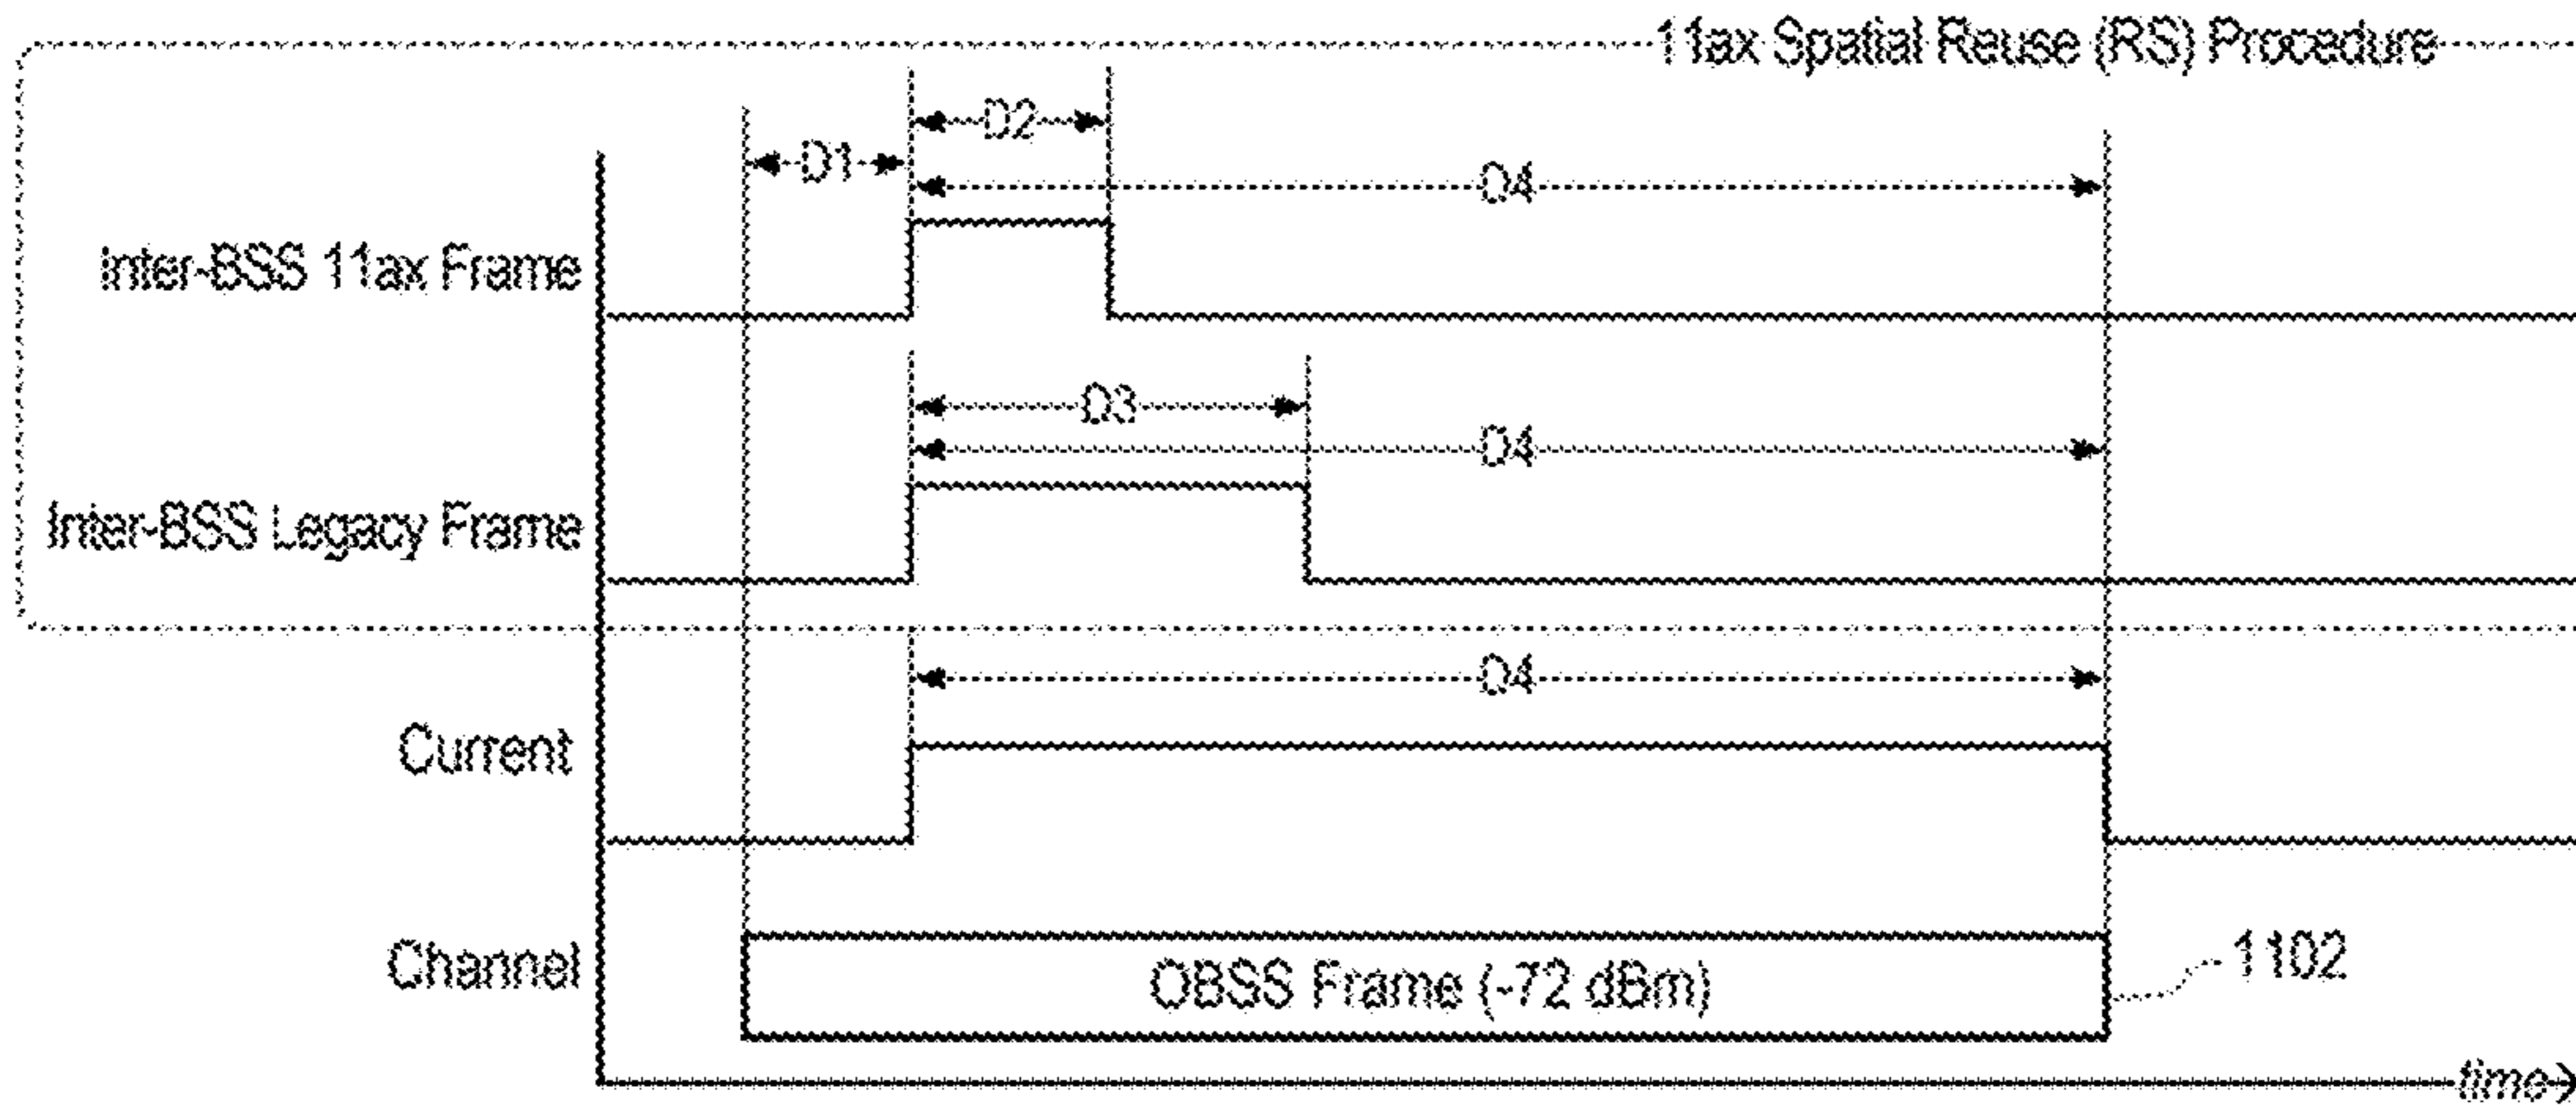 11ax Spatial Reuse (RS) Procedure
D2
D1
D4
Inter-BSS 11ax Frame
D3
D4
Inter-BSS Legacy Frame
D4
Current
Channel
OBSS Frame (-72 dBm)
1102
time